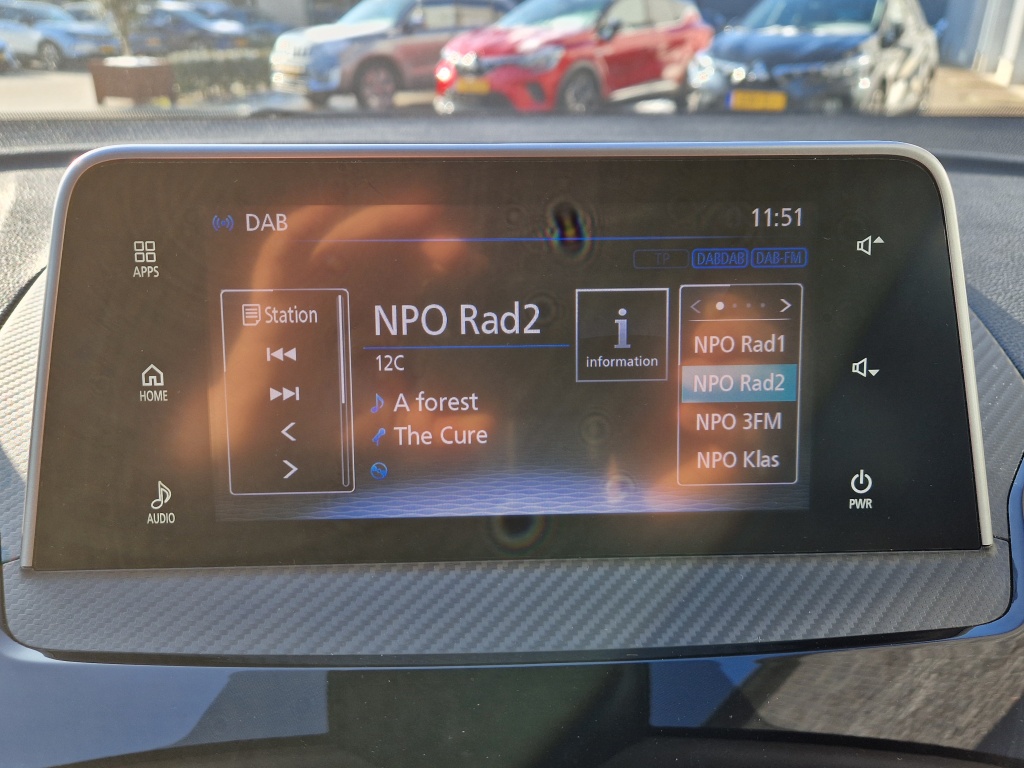 DAB
11:51
TP
DABDAB
DAB-FM
APPS
HOME
AUDIO
Station
NPO Rad2
12C
A forest
The Cure
i
information
NPO Rad1
NPO Rad2
NPO 3FM
NPO Klas
PWR